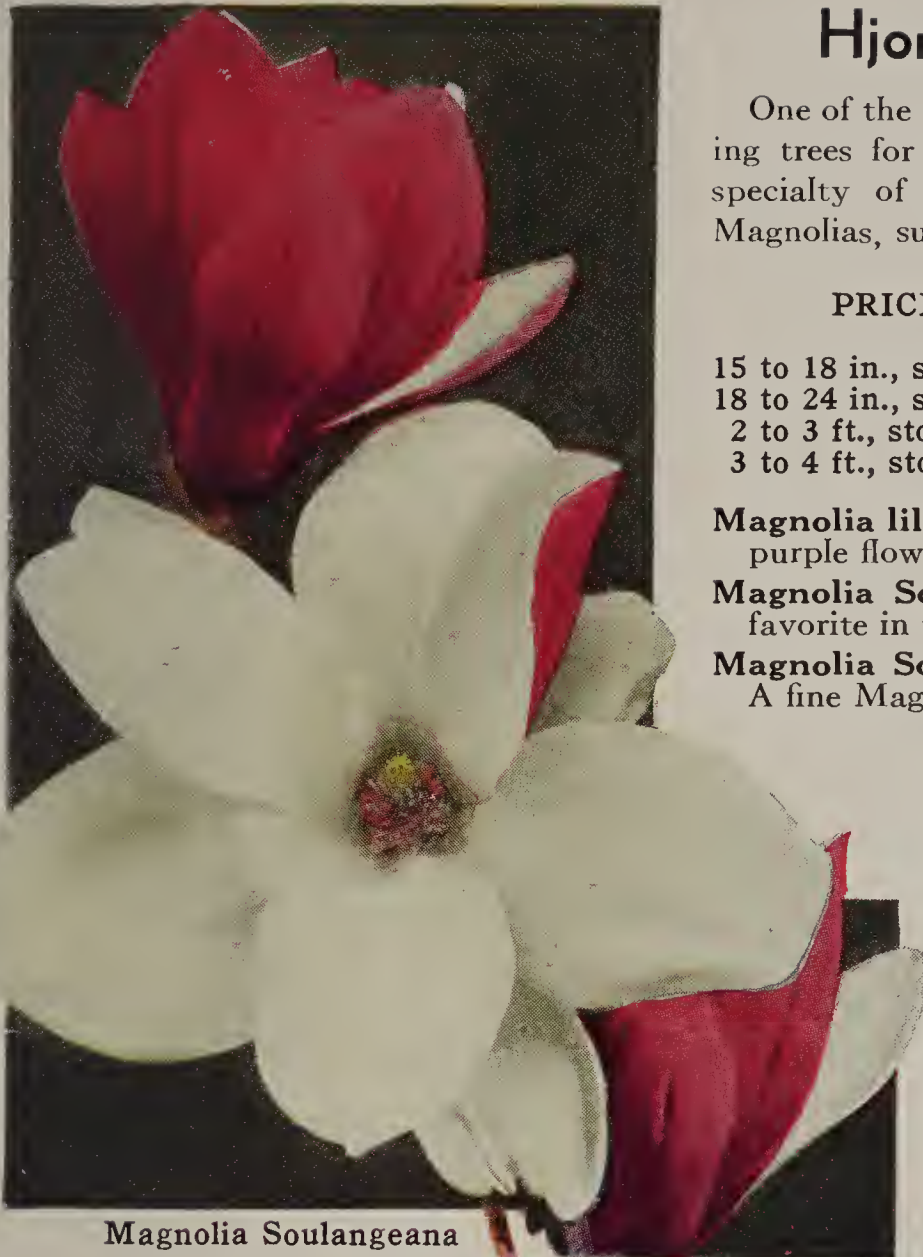 Hjor
One of the
ing trees for
specialty of
Magnolias, su
PRIC
15 to 18 in., s
18 to 24 in., s
2 to 3 ft., sto
3 to 4 ft., sto
Magnolia lil
purple flow
Magnolia So
favorite in
Magnolia So
A fine Mag
Magnolia Soulangeana